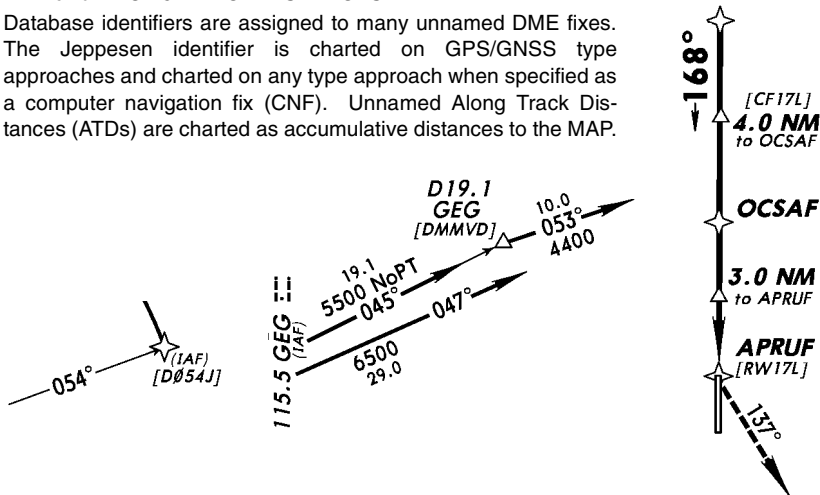 Database identifiers are assigned to many unnamed DME fixes.
The Jeppesen identifier is charted on GPS/GNSS type
approaches and charted on any type approach when specified as
a computer navigation fix (CNF). Unnamed Along Track Dis-
tances (ATDs) are charted as accumulative distances to the MAP.
168°
[CF17L]
4.0 NM
to OCSAF
OCSAF
3.0 NM
to APRUF
APRUF
[RW17L]
137°
D19.1
GEG
[DMMVD]
10.0
053°
4400
19.1
5500 NoPT
045°
047°
6500
29.0
115.5 GEG
(IAF)
054°
(IAF)
[DØ54J]